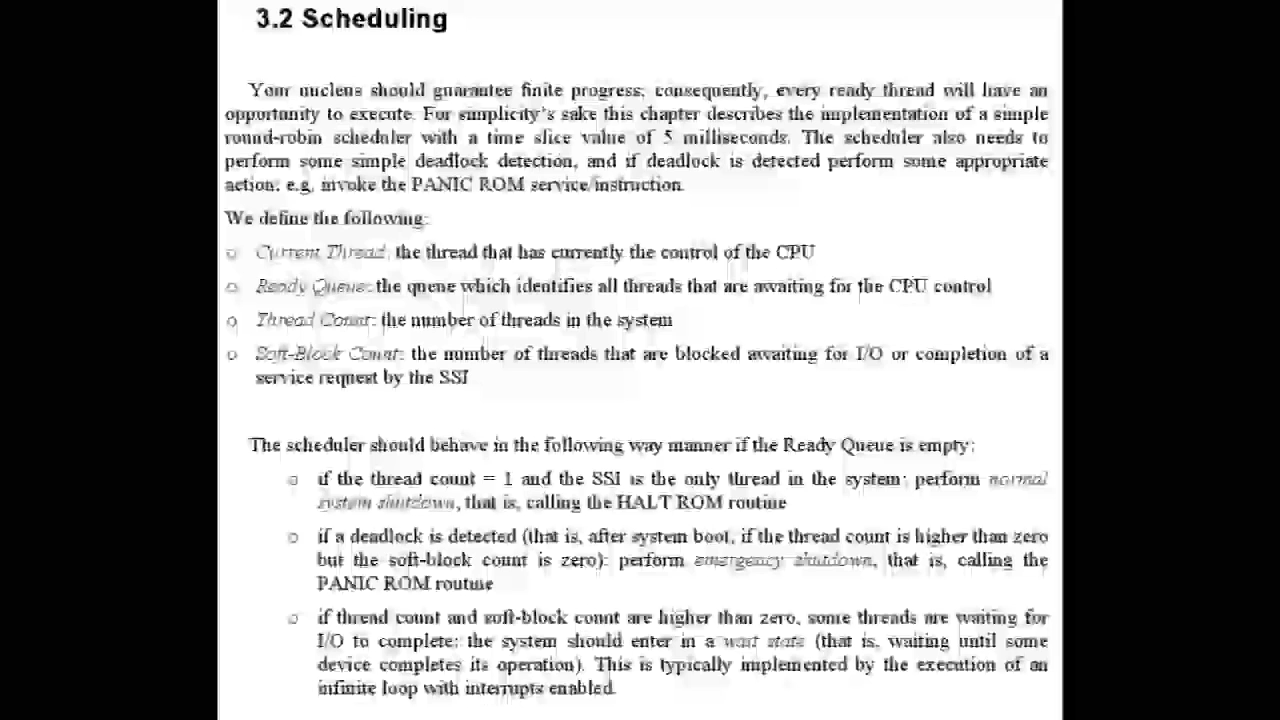 3.2 Scheduling
Your nucleus should guarantee finite progress; consequently, every ready thread will have an
opportunity to execute. For simplicity's sake this chapter describes the implementation of a simple
round-robin scheduler with a time slice value of 5 milliseconds. The scheduler also needs to
perform some simple deadlock detection, and if deadlock is detected perform some appropriate
action; e.g. invoke the PANIC ROM service/instruction.
We define the following:
o Current Thread: the thread that has currently the control of the CPU
o Ready Queue: the queue which identifies all threads that are awaiting for the CPU control
o Thread Count: the number of threads in the system
o Soft-Block Count: the number of threads that are blocked awaiting for I/O or completion of a
service request by the SSI
The scheduler should behave in the following way manner if the Ready Queue is empty:
o if the thread count = 1 and the SSI is the only thread in the system: perform normal
system shutdown, that is, calling the HALT ROM routine
o if a deadlock is detected (that is, after system boot, if the thread count is higher than zero
but the soft-block count is zero): perform emergency shutdown, that is, calling the
PANIC ROM routine
o if thread count and soft-block count are higher than zero, some threads are waiting for
I/O to complete: the system should enter in a wait state (that is, waiting until some
device completes its operation). This is typically implemented by the execution of an
infinite loop with interrupts enabled.